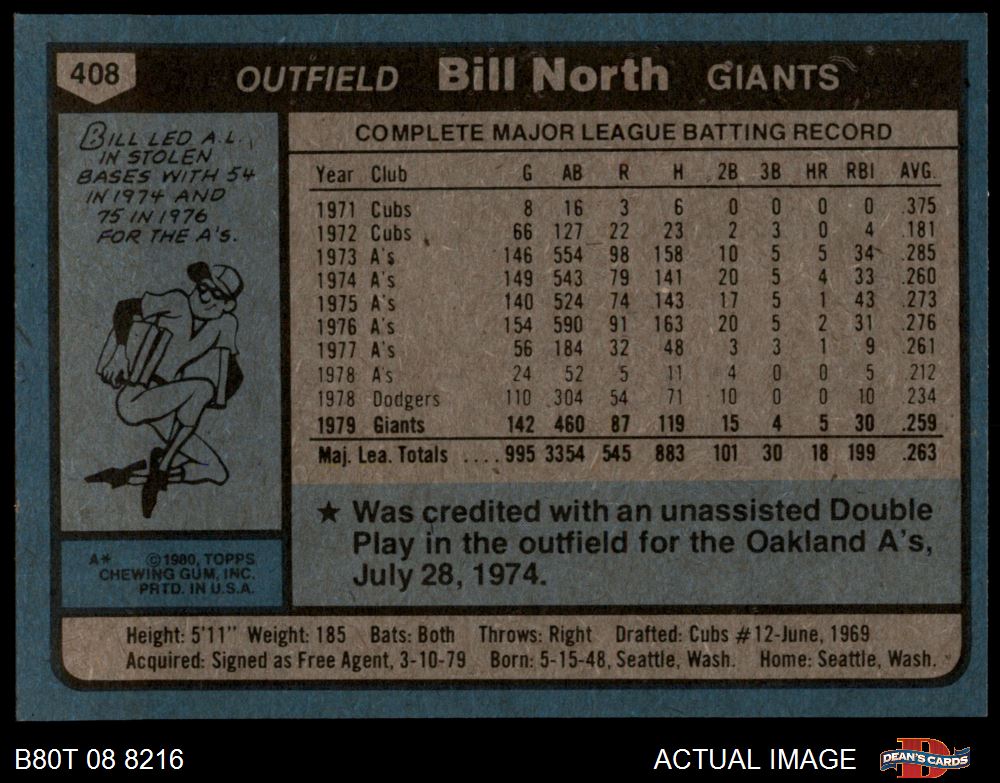 408
OUTFIELD Bill North GIANTS
BILL LED A.L.
IN STOLEN
BASES WITH 54
IN 1974 AND
75 IN 1976
FOR THE A'S.
COMPLETE MAJOR LEAGUE BATTING RECORD
Year Club G AB R H 2B 3B HR RBI AVG.
1971 Cubs 8 16 3 6 0 0 0 0 .375
1972 Cubs 66 127 22 23 2 3 0 4 .181
1973 A's 146 554 98 158 10 5 5 34 .285
1974 A's 149 543 79 141 20 5 4 33 .260
1975 A's 140 524 74 143 17 5 1 43 .273
1976 A's 154 590 91 163 20 5 2 31 .276
1977 A's 56 184 32 48 3 3 1 9 .261
1978 A's 24 52 5 11 4 0 0 5 .212
1978 Dodgers 110 304 54 71 10 0 0 10 .234
1979 Giants 142 460 87 119 15 4 5 30 .259
Maj. Lea. Totals ....995 3354 545 883 101 30 18 199 .263
★ Was credited with an unassisted Double
Play in the outfield for the Oakland A's,
July 28, 1974.
A* ©1980, TOPPS
CHEWING GUM, INC.
PRTD. IN U.S.A.
Height: 5'11" Weight: 185 Bats: Both Throws: Right Drafted: Cubs #12-June, 1969
Acquired: Signed as Free Agent, 3-10-79 Born: 5-15-48, Seattle, Wash. Home: Seattle, Wash.
B80T 08 8216 ACTUAL IMAGE DEAN'S CARDS